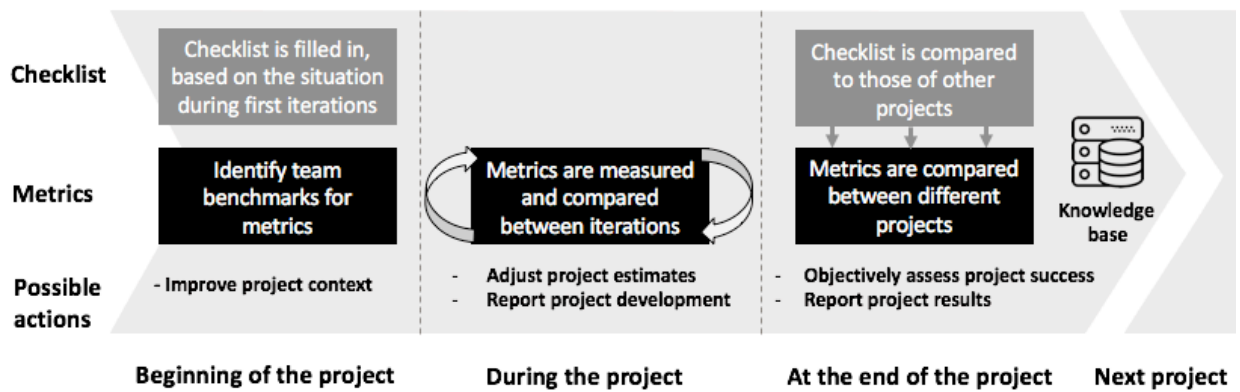 Checklist
Checklist is filled in,
based on the situation
during first iterations
Checklist is compared
to those of other
projects
Metrics
Identify team
benchmarks for
metrics
Metrics are measured
and compared
between iterations
Metrics are compared
between different
projects
Knowledge
base
Possible
actions
- Improve project context
- Adjust project estimates
- Report project development
- Objectively assess project success
- Report project results
Beginning of the project
During the project
At the end of the project
Next project